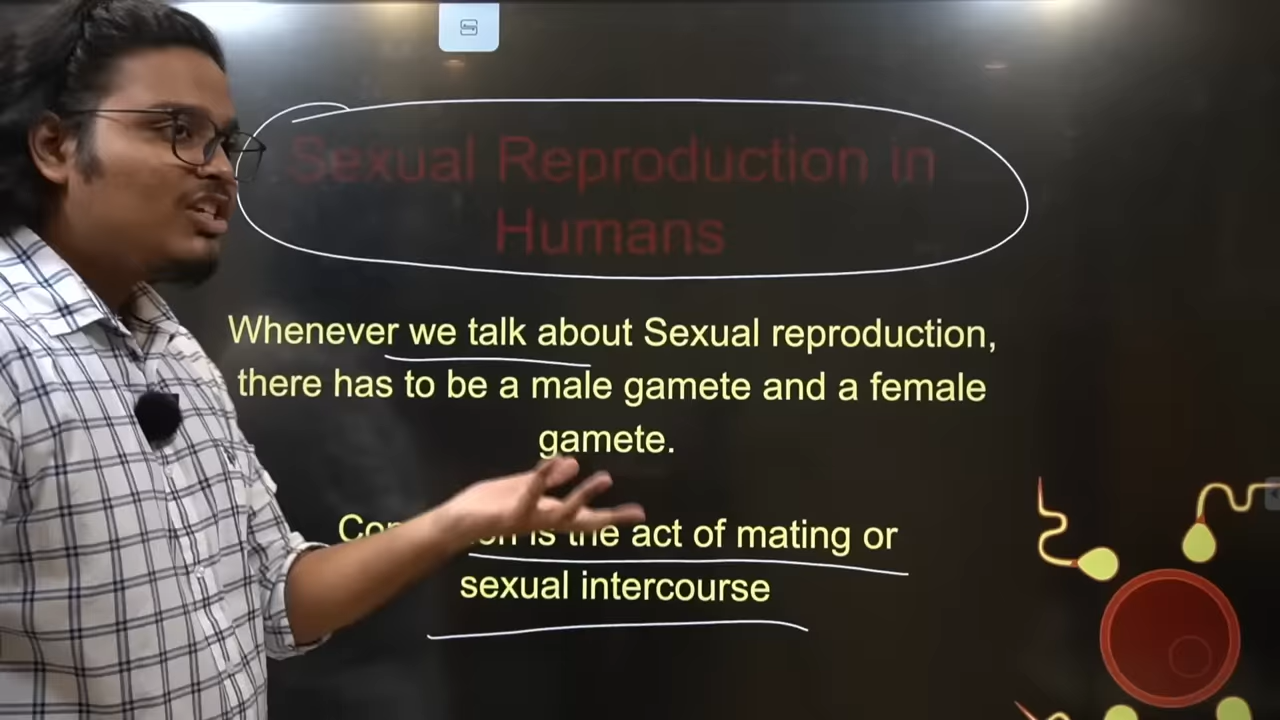 Sexual Reproduction in
Humans
Whenever we talk about Sexual reproduction,
there has to be a male gamete and a female
gamete.
is the act of mating or
sexual intercourse